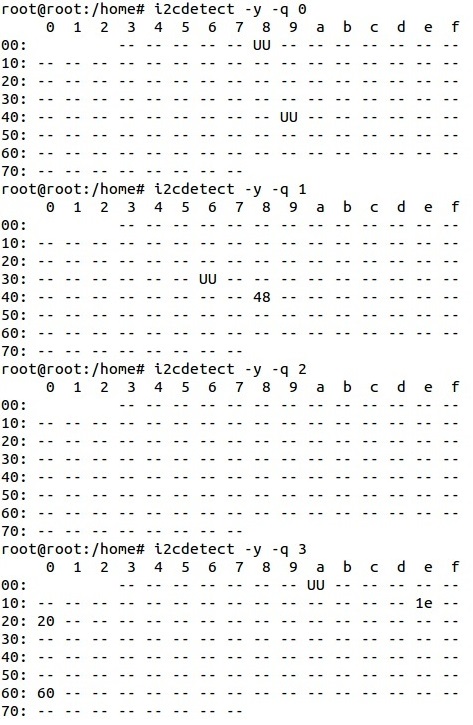 root@root:/home# i2cdetect -y -q 0
     0  1  2  3  4  5  6  7  8  9  a  b  c  d  e  f
00:          -- -- -- -- -- UU -- -- -- -- -- -- --
10: -- -- -- -- -- -- -- -- -- -- -- -- -- -- -- --
20: -- -- -- -- -- -- -- -- -- -- -- -- -- -- -- --
30: -- -- -- -- -- -- -- -- -- -- -- -- -- -- -- --
40: -- -- -- -- -- -- -- -- -- UU -- -- -- -- -- --
50: -- -- -- -- -- -- -- -- -- -- -- -- -- -- -- --
60: -- -- -- -- -- -- -- -- -- -- -- -- -- -- -- --
70: -- -- -- -- -- -- -- --
root@root:/home# i2cdetect -y -q 1
     0  1  2  3  4  5  6  7  8  9  a  b  c  d  e  f
00:          -- -- -- -- -- -- -- -- -- -- -- -- --
10: -- -- -- -- -- -- -- -- -- -- -- -- -- -- -- --
20: -- -- -- -- -- -- -- -- -- -- -- -- -- -- -- --
30: -- -- -- -- -- -- UU -- -- -- -- -- -- -- -- --
40: -- -- -- -- -- -- -- -- 48 -- -- -- -- -- -- --
50: -- -- -- -- -- -- -- -- -- -- -- -- -- -- -- --
60: -- -- -- -- -- -- -- -- -- -- -- -- -- -- -- --
70: -- -- -- -- -- -- -- --
root@root:/home# i2cdetect -y -q 2
     0  1  2  3  4  5  6  7  8  9  a  b  c  d  e  f
00:          -- -- -- -- -- -- -- -- -- -- -- -- --
10: -- -- -- -- -- -- -- -- -- -- -- -- -- -- -- --
20: -- -- -- -- -- -- -- -- -- -- -- -- -- -- -- --
30: -- -- -- -- -- -- -- -- -- -- -- -- -- -- -- --
40: -- -- -- -- -- -- -- -- -- -- -- -- -- -- -- --
50: -- -- -- -- -- -- -- -- -- -- -- -- -- -- -- --
60: -- -- -- -- -- -- -- -- -- -- -- -- -- -- -- --
70: -- -- -- -- -- -- -- --
root@root:/home# i2cdetect -y -q 3
     0  1  2  3  4  5  6  7  8  9  a  b  c  d  e  f
00:          -- -- -- -- -- -- -- UU -- -- -- -- --
10: -- -- -- -- -- -- -- -- -- -- -- -- -- -- 1e --
20: 20 -- -- -- -- -- -- -- -- -- -- -- -- -- -- --
30: -- -- -- -- -- -- -- -- -- -- -- -- -- -- -- --
40: -- -- -- -- -- -- -- -- -- -- -- -- -- -- -- --
50: -- -- -- -- -- -- -- -- -- -- -- -- -- -- -- --
60: 60 -- -- -- -- -- -- -- -- -- -- -- -- -- -- --
70: -- -- -- -- -- -- -- --